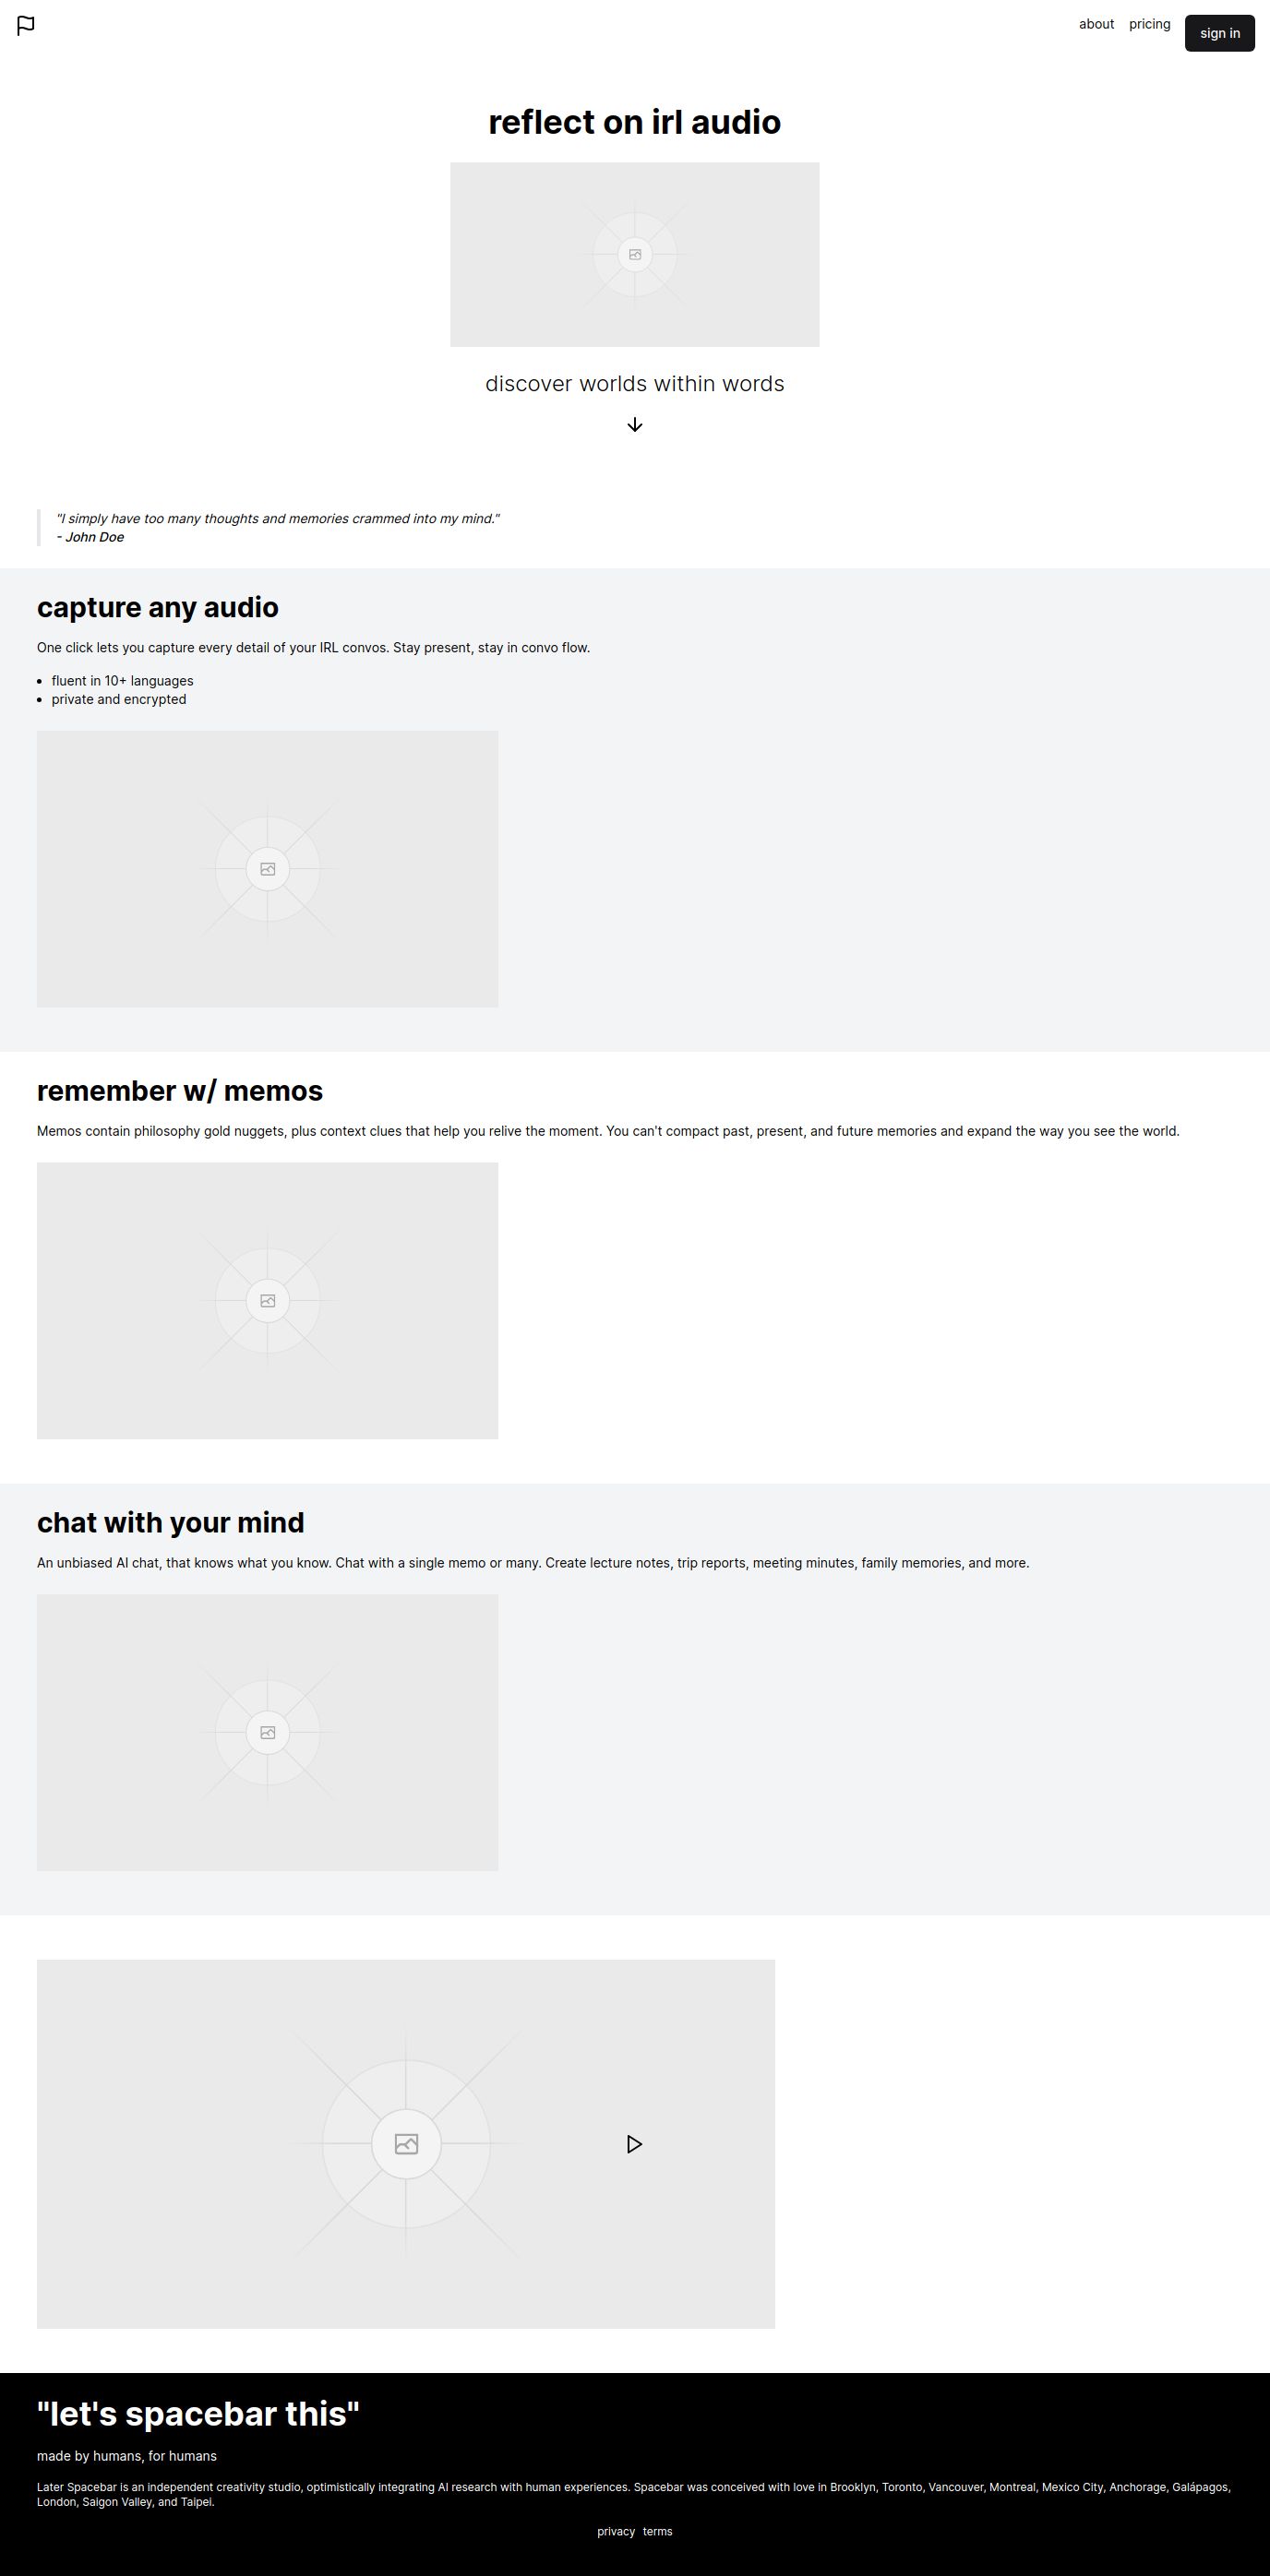 about pricing sign in
reflect on irl audio
discover worlds within words
"I simply have too many thoughts and memories crammed into my mind."
- John Doe
capture any audio
One click lets you capture every detail of your IRL convos. Stay present, stay in convo flow.
fluent in 10+ languages
private and encrypted
remember w/ memos
Memos contain philosophy gold nuggets, plus context clues that help you relive the moment. You can't compact past, present, and future memories and expand the way you see the world.
chat with your mind
An unbiased AI chat, that knows what you know. Chat with a single memo or many. Create lecture notes, trip reports, meeting minutes, family memories, and more.
"let's spacebar this"
made by humans, for humans
Later Spacebar is an independent creativity studio, optimistically integrating AI research with human experiences. Spacebar was conceived with love in Brooklyn, Toronto, Vancouver, Montreal, Mexico City, Anchorage, Galápagos,
London, Saigon Valley, and Taipei.
privacy terms